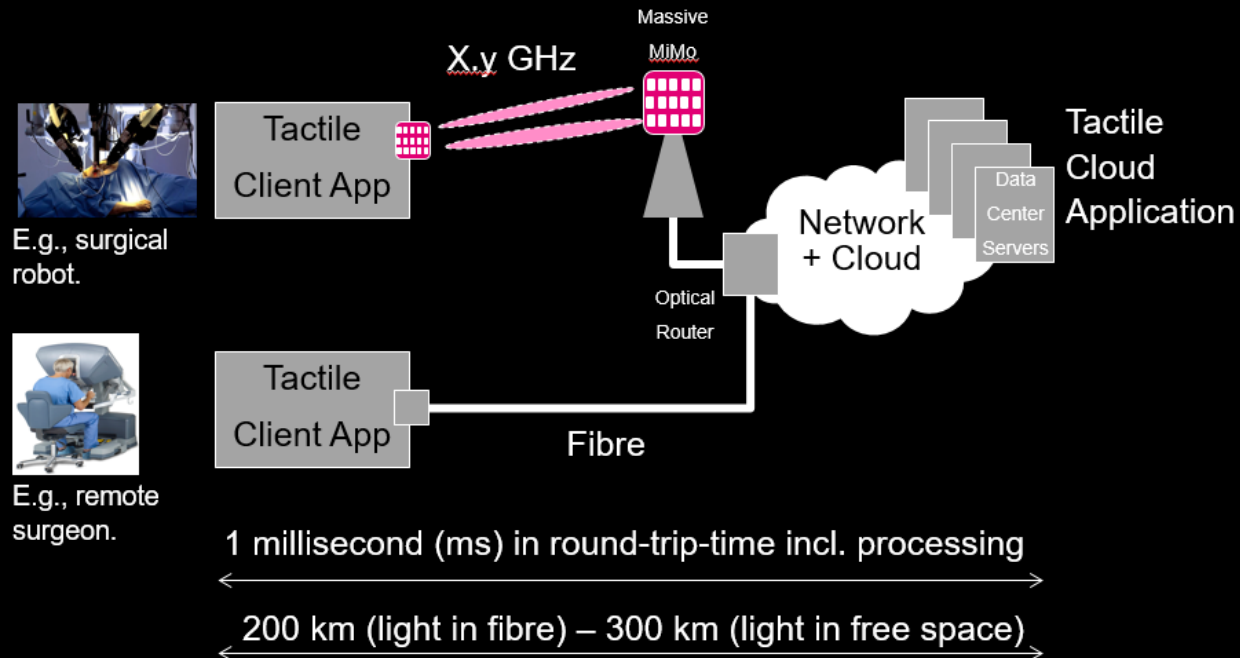 Massive
MiMo
X.y GHz
Tactile
Client App
E.g., surgical
robot.
Tactile
Cloud
Application
Data
Center
Servers
Network
+ Cloud
Optical
Router
Tactile
Client App
Fibre
E.g., remote
surgeon.
1 millisecond (ms) in round-trip-time incl. processing
200 km (light in fibre) – 300 km (light in free space)